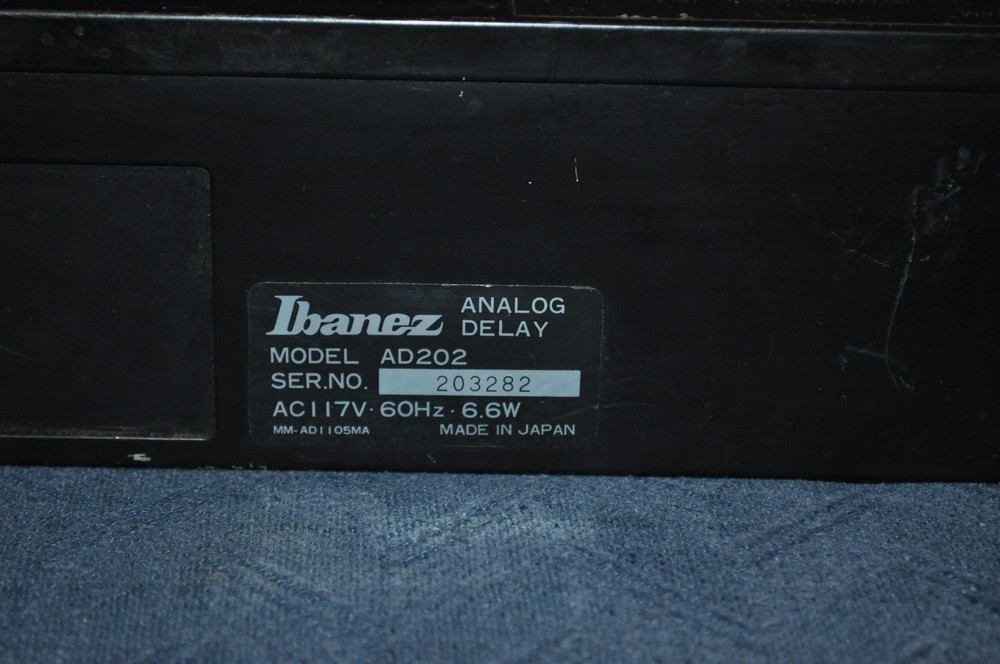 Ibanez ANALOG DELAY
MODEL AD202
SER.NO. 203282
AC117V· 60Hz · 6.6W
MM-AD1105MA MADE IN JAPAN